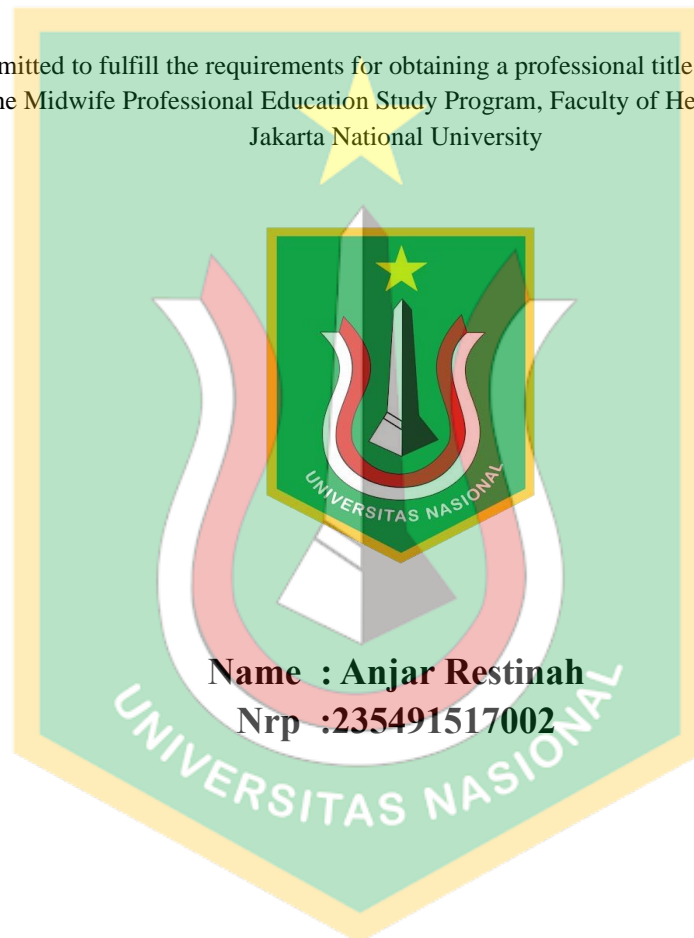 mitted to fulfill the requirements for obtaining a professional title
e Midwife Professional Education Study Program, Faculty of He
Jakarta National University
UNIVERSITAS NASIONAL
Name : Anjar Restinah
Nrp :235491517002
UNIVERSITAS NASIONAL